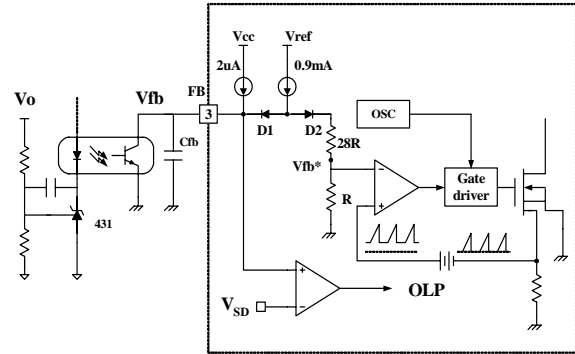 Vcc Vref
2uA 0.9mA
Vo Vfb FB
3
OSC
D1 D2
Cfb
28R
Vfb*
R
Gate
driver
431
+
−
+
−
V_SD
OLP